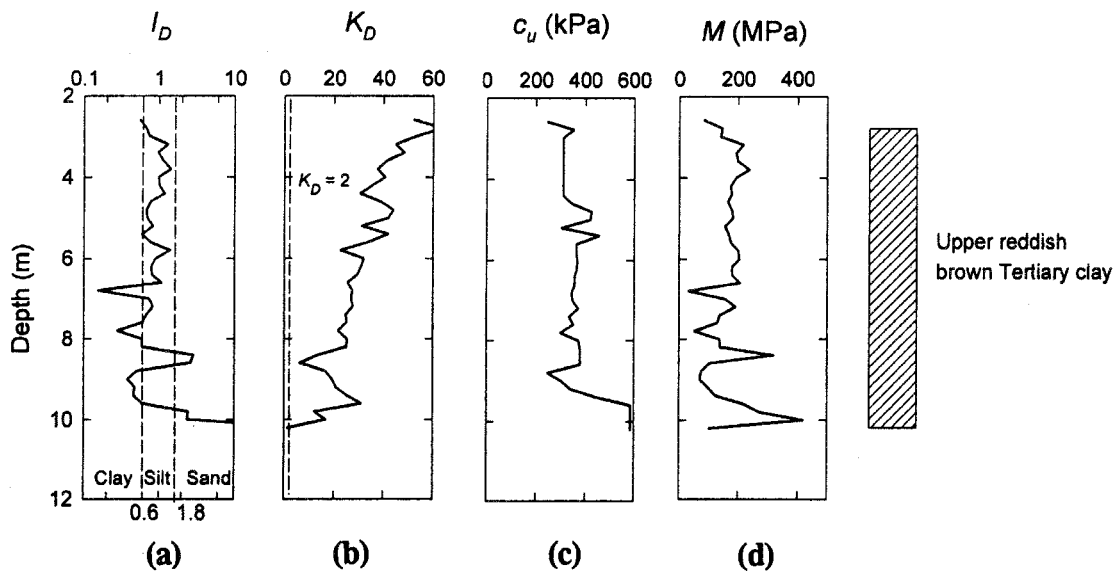 I_D K_D c_u (kPa) M (MPa)
0.1 1 10 0 20 40 60 0 200 400 600 0 200 400
2
4
6
8
10
12
Depth (m)
K_D = 2
Clay Silt Sand
0.6 1.8
Upper reddish
brown Tertiary clay
(a) (b) (c) (d)